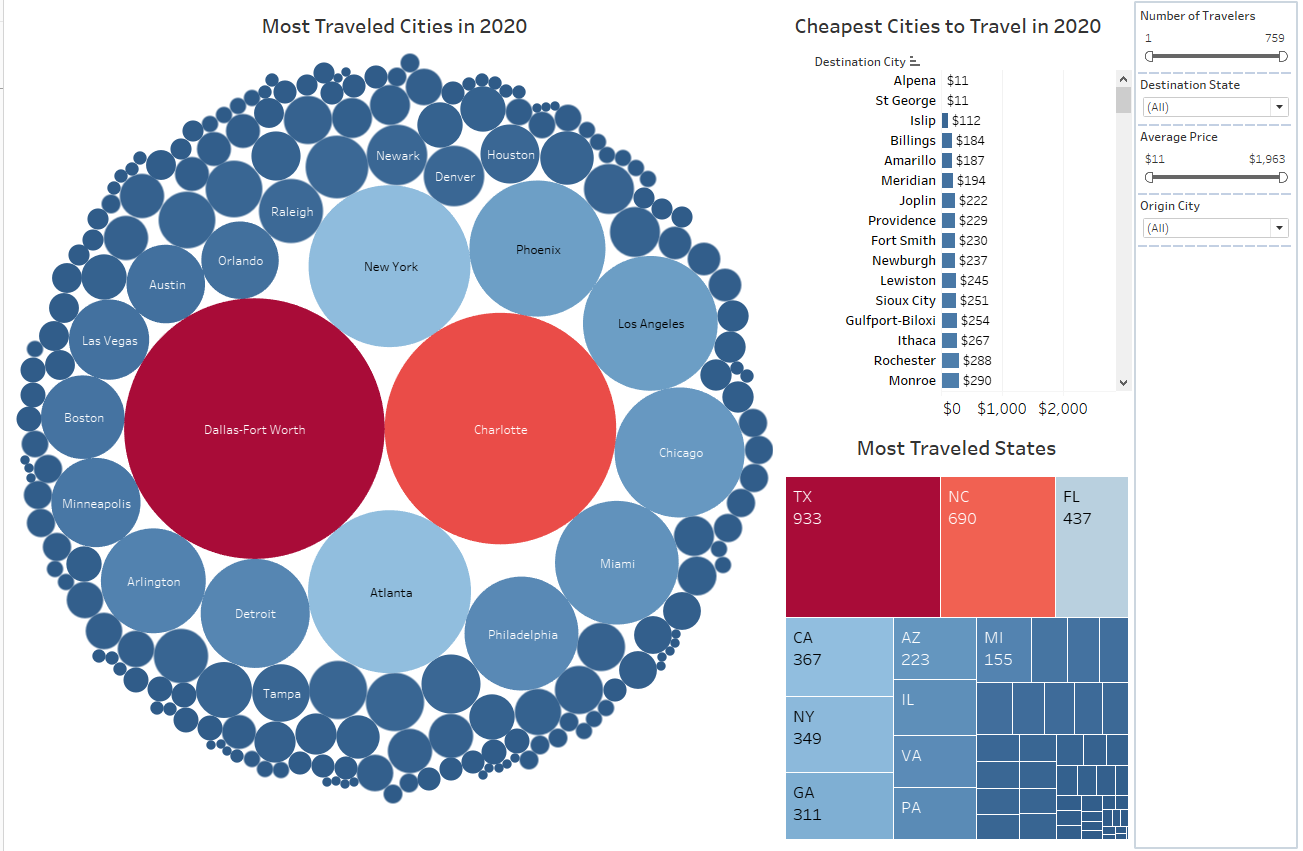 Most Traveled Cities in 2020
Newark
Houston
Denver
Raleigh
Phoenix
Orlando
New York
Austin
Los Angeles
Las Vegas
Boston
Dallas-Fort Worth
Charlotte
Chicago
Minneapolis
Miami
Arlington
Atlanta
Detroit
Philadelphia
Tampa
Cheapest Cities to Travel in 2020
Destination City
Alpena $11
St George $11
Islip $112
Billings $184
Amarillo $187
Meridian $194
Joplin $222
Providence $229
Fort Smith $230
Newburgh $237
Lewiston $245
Sioux City $251
Gulfport-Biloxi $254
Ithaca $267
Rochester $288
Monroe $290
$0 $1,000 $2,000
Most Traveled States
TX
933
NC
690
FL
437
CA
367
NY
349
GA
311
AZ
223
IL
VA
PA
MI
155
Number of Travelers
1 759
Destination State
(All)
Average Price
$11 $1,963
Origin City
(All)